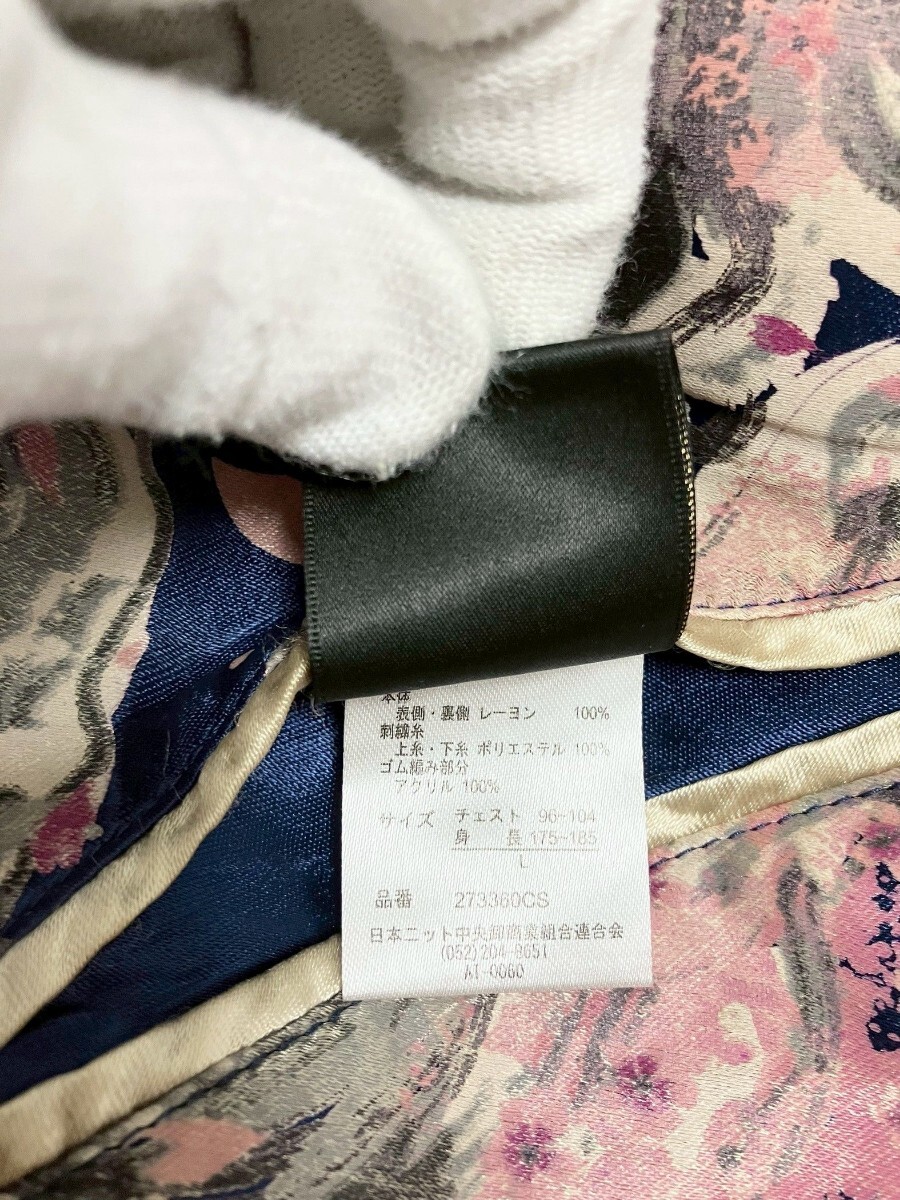 本体
表側・裏側 レーヨン 100%
刺繍糸
上糸・下糸 ポリエステル 100%
ゴム編み部分
アクリル 100%
サイズ チェスト 96~104
身 長 175~185
L
品番 273360CS
日本ニット中央卸商業組合連合会
(052)204-8651
AI-0060